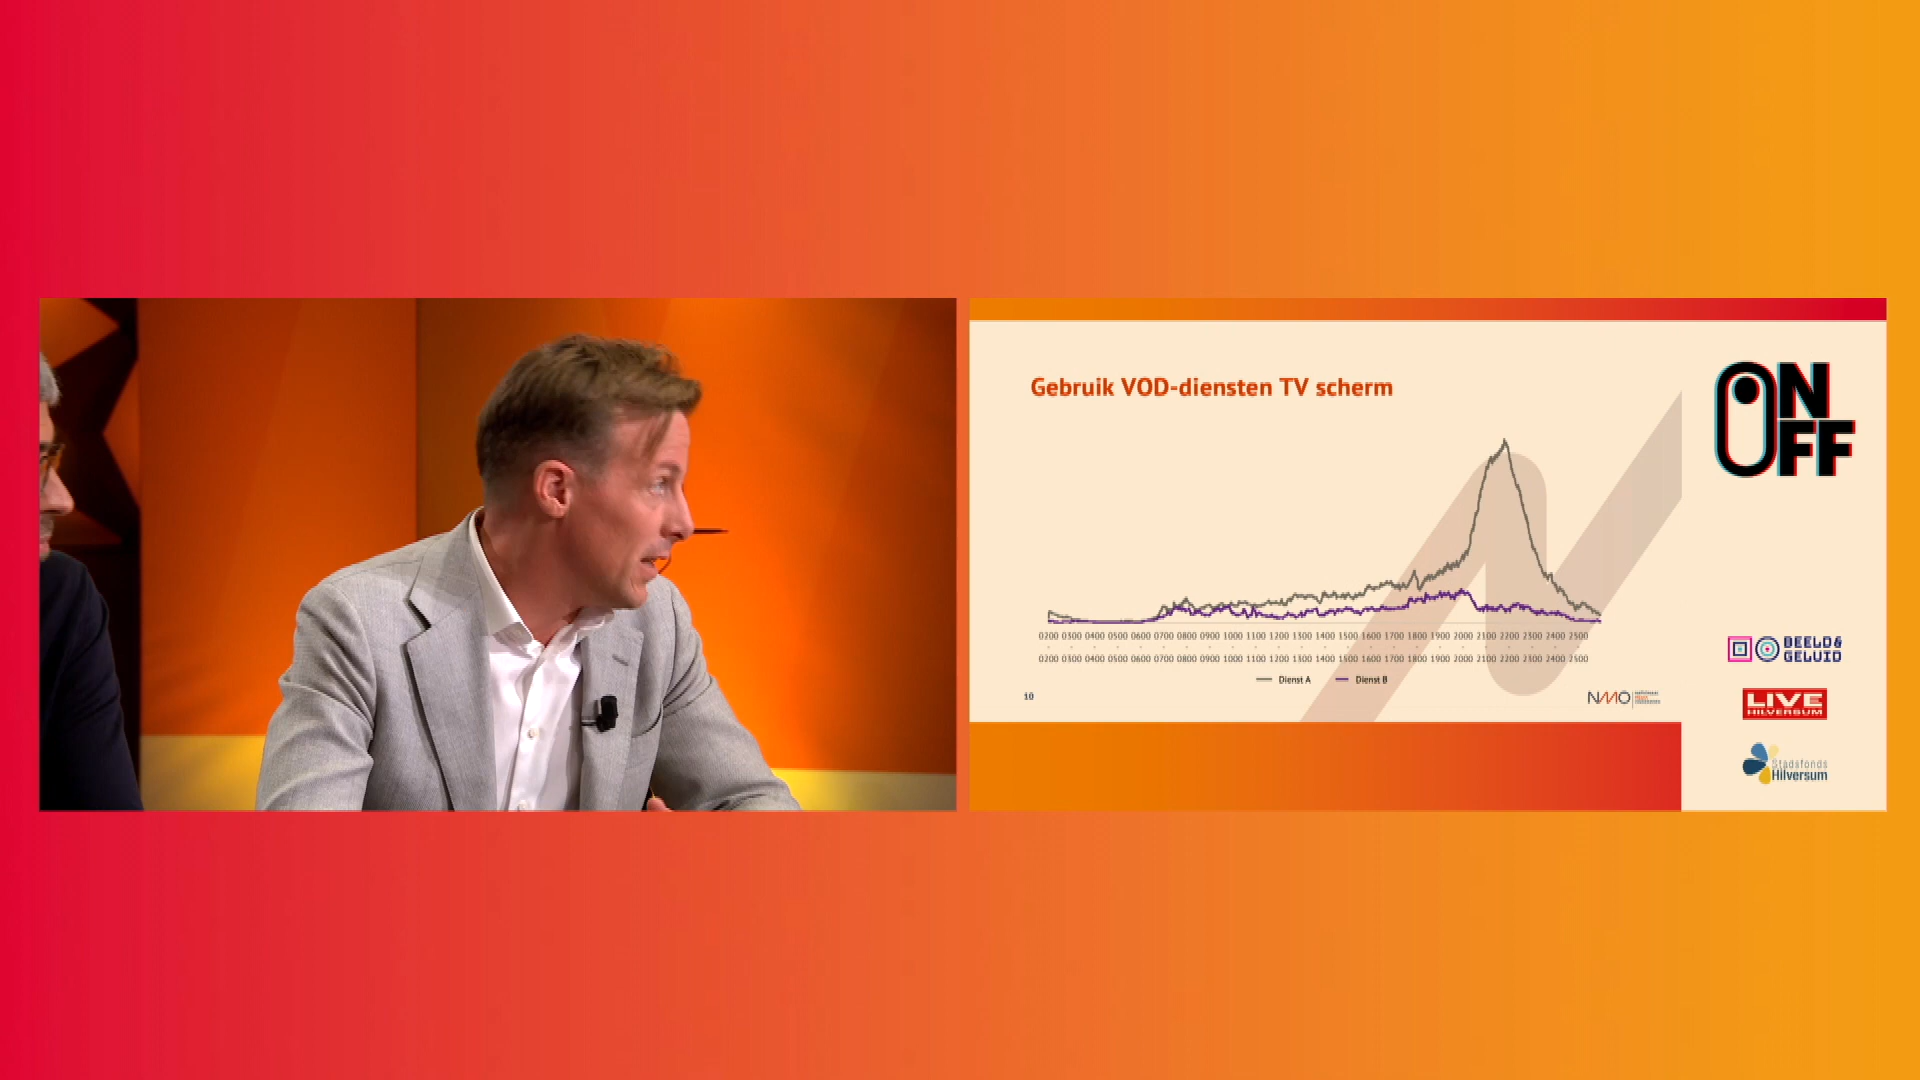 Gebruik VOD-diensten TV scherm
ON
OFF
0200 0300 0400 0500 0600 0700 0800 0900 1000 1100 1200 1300 1400 1500 1600 1700 1800 1900 2000 2100 2200 2300 2400 2500
0200 0300 0400 0500 0600 0700 0800 0900 1000 1100 1200 1300 1400 1500 1600 1700 1800 1900 2000 2100 2200 2300 2400 2500
Dienst A Dienst B
10
NMO
BEELD&
GELUID
LIVE
HILVERSUM
Stadsfonds
Hilversum